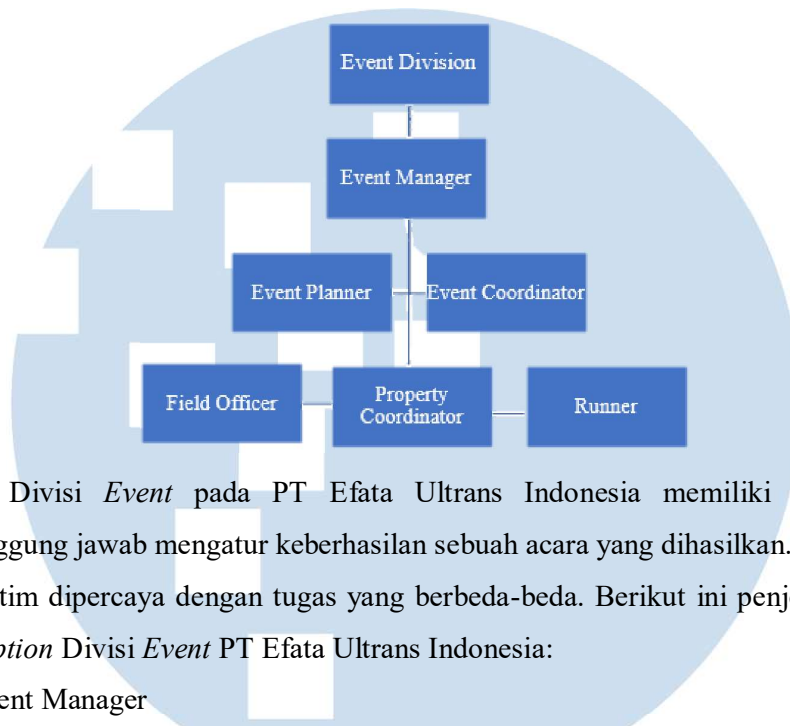 Event Division
Event Manager
Event Planner
Event Coordinator
Field Officer
Property
Coordinator
Runner
Divisi Event pada PT Efata Ultrans Indonesia memiliki
ggung jawab mengatur keberhasilan sebuah acara yang dihasilkan.
tim dipercaya dengan tugas yang berbeda-beda. Berikut ini penj
ption Divisi Event PT Efata Ultrans Indonesia:
ent Manager